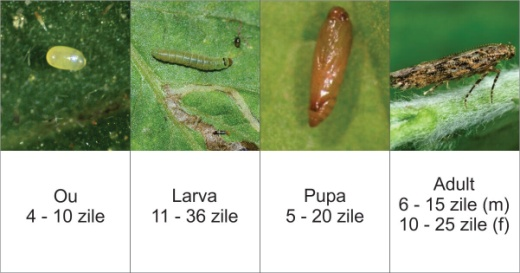 Ou
4 - 10 zile
Larva
11 - 36 zile
Pupa
5 - 20 zile
Adult
6 - 15 zile (m)
10 - 25 zile (f)